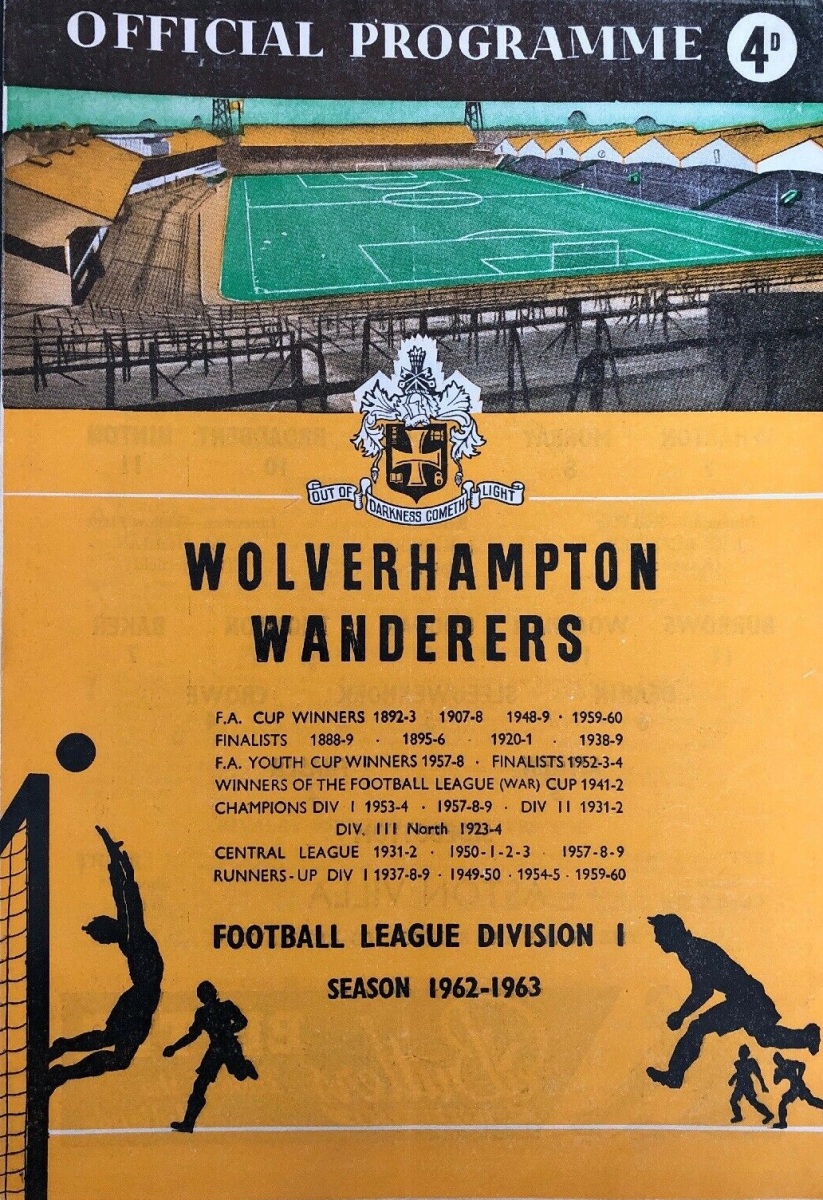 OFFICIAL PROGRAMME 4D
OUT OF DARKNESS COMETH LIGHT
WOLVERHAMPTON
WANDERERS
F.A. CUP WINNERS 1892-3 1907-8 1948-9 · 1959-60
FINALISTS 1888-9 · 1895-6 · 1920-1 · 1938-9
F.A. YOUTH CUP WINNERS 1957-8 · FINALISTS 1952-3-4
WINNERS OF THE FOOTBALL LEAGUE (WAR) CUP 1941-2
CHAMPIONS DIV I 1953-4 · 1957-8-9 · DIV II 1931-2
DIV. III North 1923-4
CENTRAL LEAGUE 1931-2 · 1950-1-2-3 · 1957-8-9
RUNNERS-UP DIV I 1937-8-9 · 1949-50 · 1954-5 · 1959-60
FOOTBALL LEAGUE DIVISION I
SEASON 1962-1963